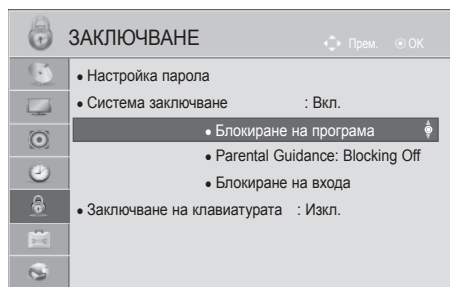 ЗАКЛЮЧВАНЕ
Прем. OK
• Настройка парола
• Система заключване : Вкл.
• Блокиране на програма
• Parental Guidance: Blocking Off
• Блокиране на входа
• Заключване на клавиатурата : Изкл.